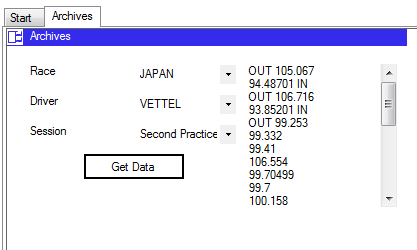 Start
Archives
Archives
Race
JAPAN
Driver
VETTEL
Session
Second Practice
Get Data
OUT 105.067
94.48701 IN
OUT 106.716
93.85201 IN
OUT 99.253
99.332
99.41
106.554
99.70499
99.7
100.158